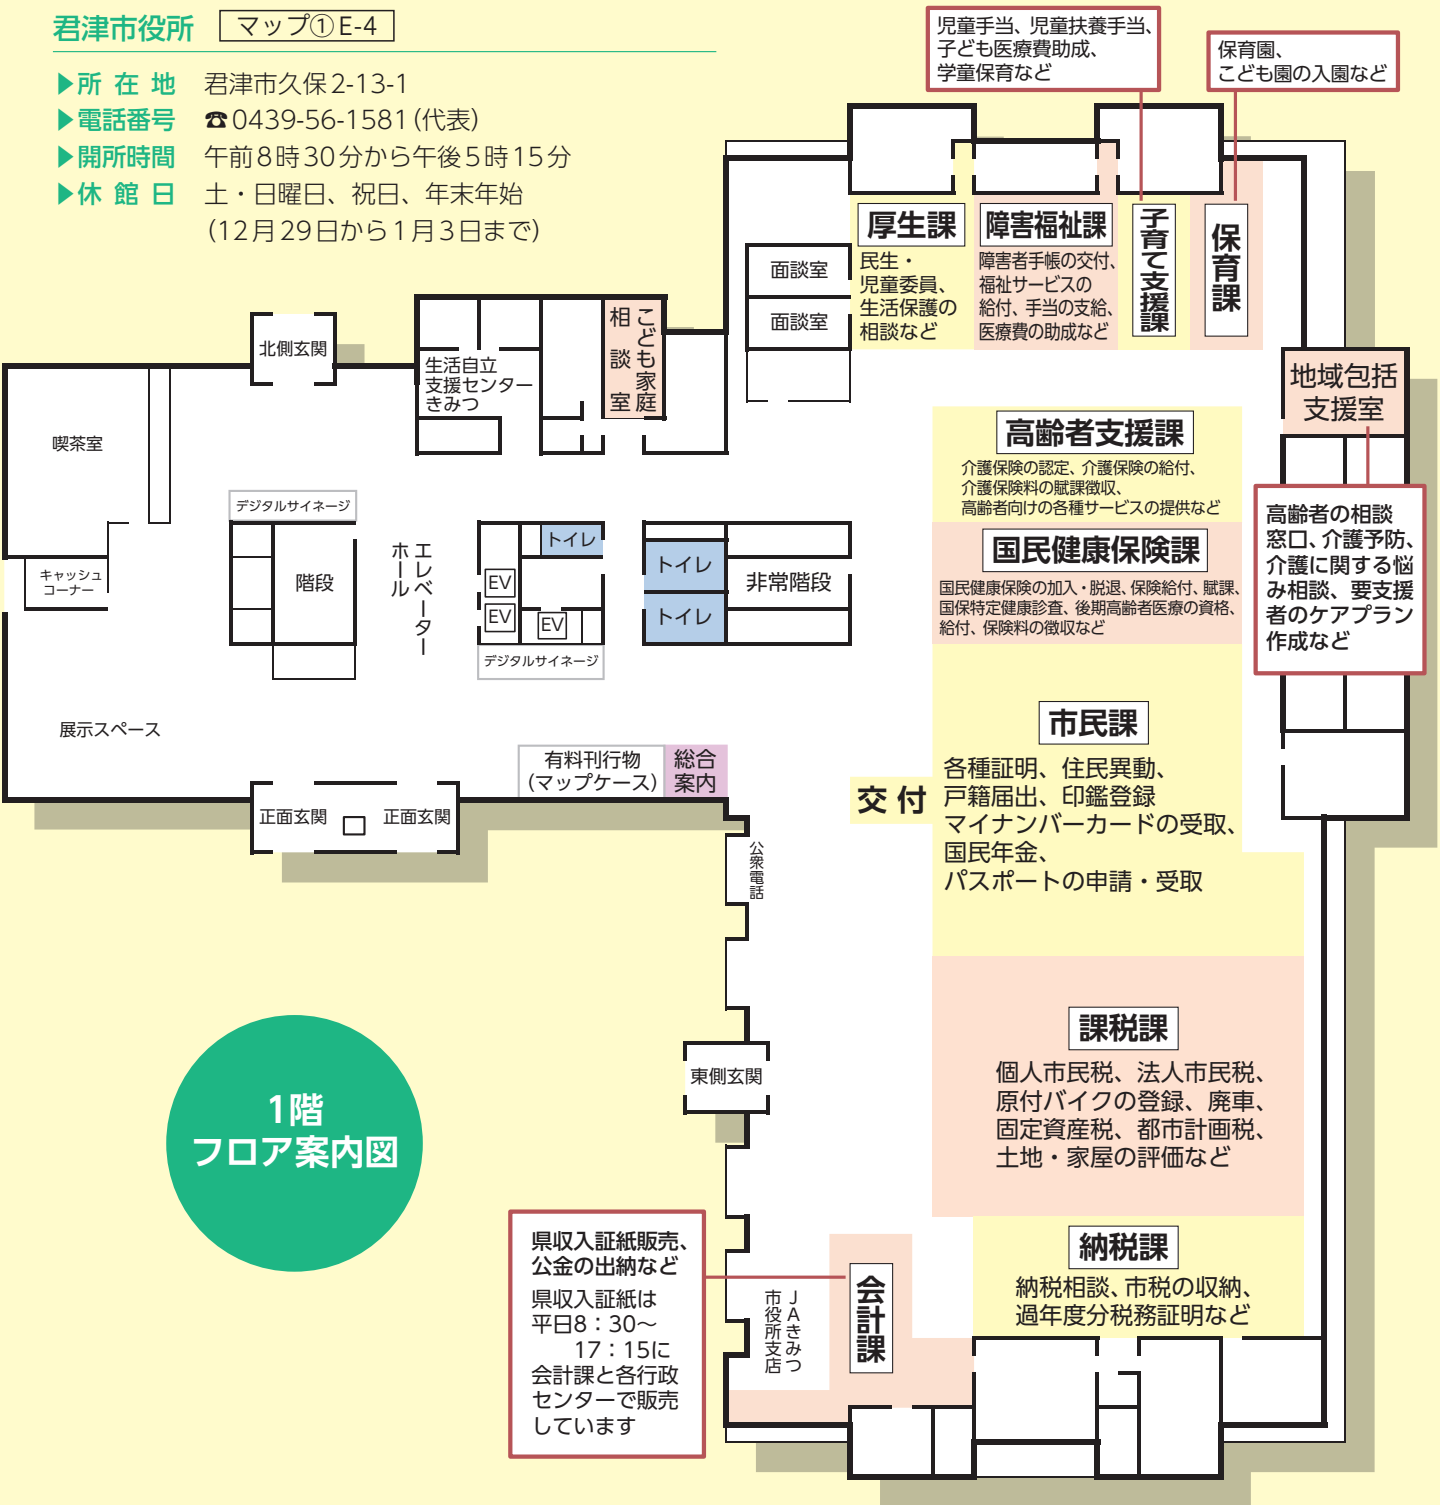 君津市役所 マップ①E-4
▶所在地 君津市久保2-13-1
▶電話番号 ☎0439-56-1581(代表)
▶開所時間 午前8時30分から午後5時15分
▶休館日 土・日曜日、祝日、年末年始
(12月29日から1月3日まで)
児童手当、児童扶養手当、
子ども医療費助成、
学童保育など
保育園、
こども園の入園など
厚生課
民生・
児童委員、
生活保護の
相談など
障害福祉課
障害者手帳の交付、
福祉サービスの
給付、手当の支給、
医療費の助成など
子育て支援課
保育課
面談室
面談室
北側玄関
生活自立
支援センター
きみつ
こども家庭
相談室
地域包括
支援室
高齢者の相談
窓口、介護予防、
介護に関する悩
み相談、要支援
者のケアプラン
作成など
喫茶室
キャッシュ
コーナー
デジタルサイネージ
階段
エレベーター
ホール
トイレ
EV
EV
EV
デジタルサイネージ
トイレ
トイレ
非常階段
高齢者支援課
介護保険の認定、介護保険の給付、
介護保険料の賦課徴収、
高齢者向けの各種サービスの提供など
国民健康保険課
国民健康保険の加入・脱退、保険給付、賦課、
国保特定健康診査、後期高齢者医療の資格、
給付、保険料の徴収など
展示スペース
有料刊行物
(マップケース)
総合
案内
正面玄関
正面玄関
公衆電話
市民課
交付
各種証明、住民異動、
戸籍届出、印鑑登録
マイナンバーカードの受取、
国民年金、
パスポートの申請・受取
課税課
個人市民税、法人市民税、
原付バイクの登録、廃車、
固定資産税、都市計画税、
土地・家屋の評価など
東側玄関
1階
フロア案内図
納税課
納税相談、市税の収納、
過年度分税務証明など
県収入証紙販売、
公金の出納など
県収入証紙は
平日8：30～
17：15に
会計課と各行政
センターで販売
しています
JAきみつ
市役所支店
会計課